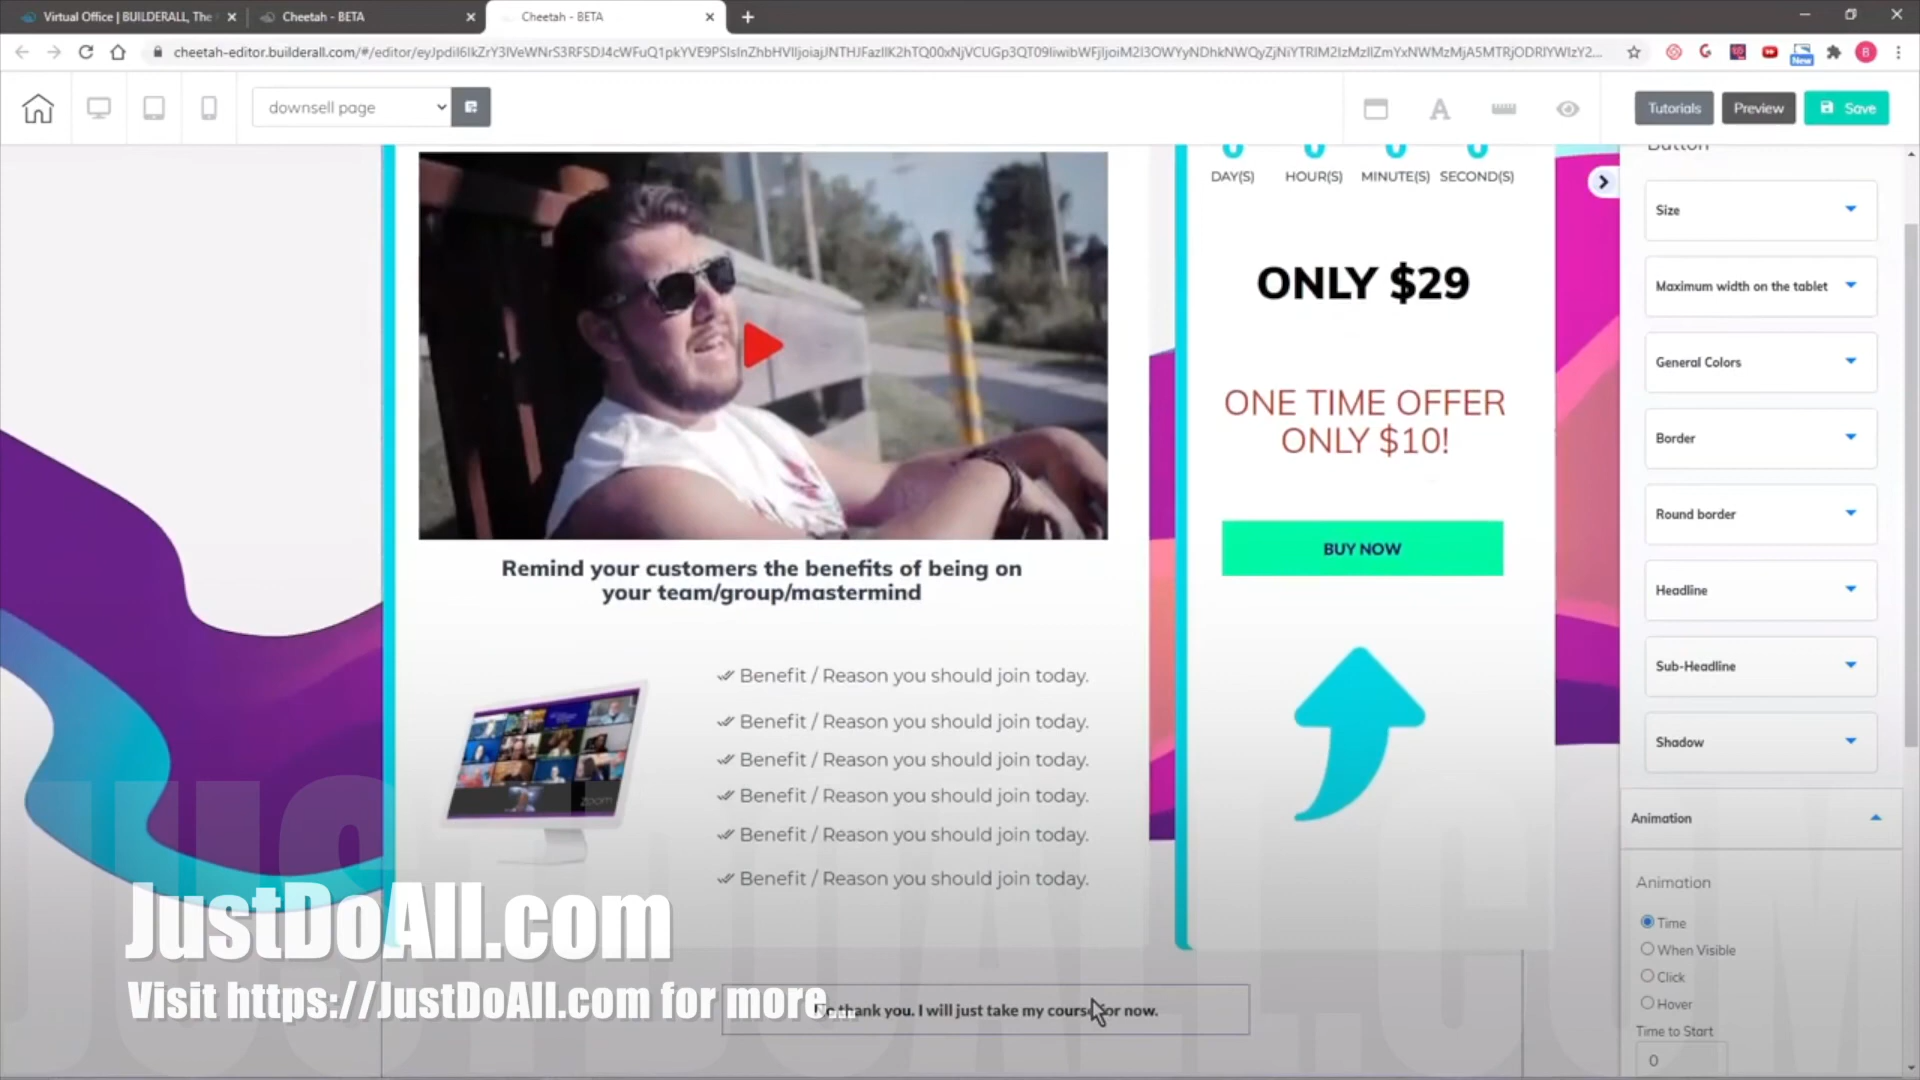 Virtual Office | BUILDERALL, The
Cheetah - BETA
Cheetah - BETA
New
B
downsell page
Tutorials
Preview
Save
DAY(S) HOUR(S) MINUTE(S) SECOND(S)
ONLY $29
ONE TIME OFFER
ONLY $10!
BUY NOW
Remind your customers the benefits of being on
your team/group/mastermind
zoom
Benefit / Reason you should join today.
Benefit / Reason you should join today.
Benefit / Reason you should join today.
Benefit / Reason you should join today.
Benefit / Reason you should join today.
Benefit / Reason you should join today.
thank you. I will just take my course for now.
Button
Size
Maximum width on the tablet
General Colors
Border
Round border
Headline
Sub-Headline
Shadow
Animation
Animation
Time
When Visible
Click
Hover
Time to Start
0
JustDoAll.com
Visit https://JustDoAll.com for more...
JUSTDOALL.COM